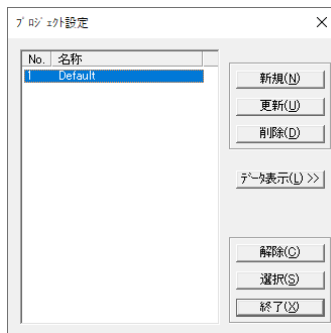 ﾌﾟﾛｼﾞｪｸﾄ設定
No. 名称
1 Default
新規(N)
更新(U)
削除(D)
ﾃﾞｰﾀ表示(L) >>
解除(C)
選択(S)
終了(X)